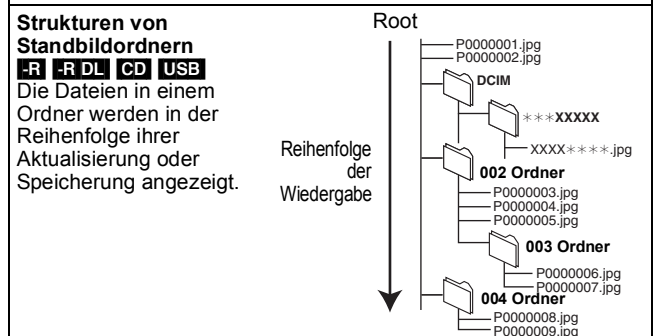 Strukturen von
Standbildordnern
-R -R DL CD USB
Die Dateien in einem
Ordner werden in der
Reihenfolge ihrer
Aktualisierung oder
Speicherung angezeigt.
Root
Reihenfolge
der
Wiedergabe
P0000001.jpg
P0000002.jpg
DCIM
∗∗∗XXXXX
XXXX∗∗∗∗.jpg
002 Ordner
P0000003.jpg
P0000004.jpg
P0000005.jpg
003 Ordner
P0000006.jpg
P0000007.jpg
004 Ordner
P0000008.jpg
P0000009.jpg